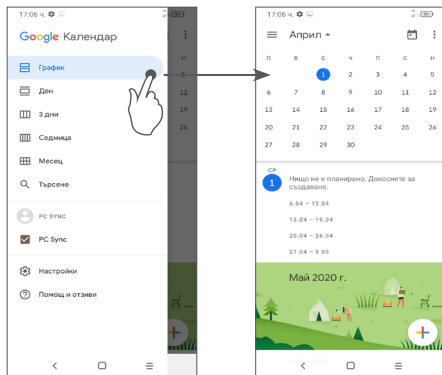 17:06 ч.
Google Календар
График
Ден
3 дни
Седмица
Месец
Търсене
PC SYNC
PC Sync
Настройки
Помощ и отзиви
Н
5
12
19
26
17:06 ч.
Април
П В С Ч П С Н
1 2 3 4 5
6 7 8 9 10 11 12
13 14 15 16 17 18 19
20 21 22 23 24 25 26
27 28 29 30
СР
1
Нищо не е планирано. Докоснете за
създаване.
6.04 – 12.04
13.04 – 19.04
20.04 – 26.04
27.04 – 3.05
Май 2020 г.